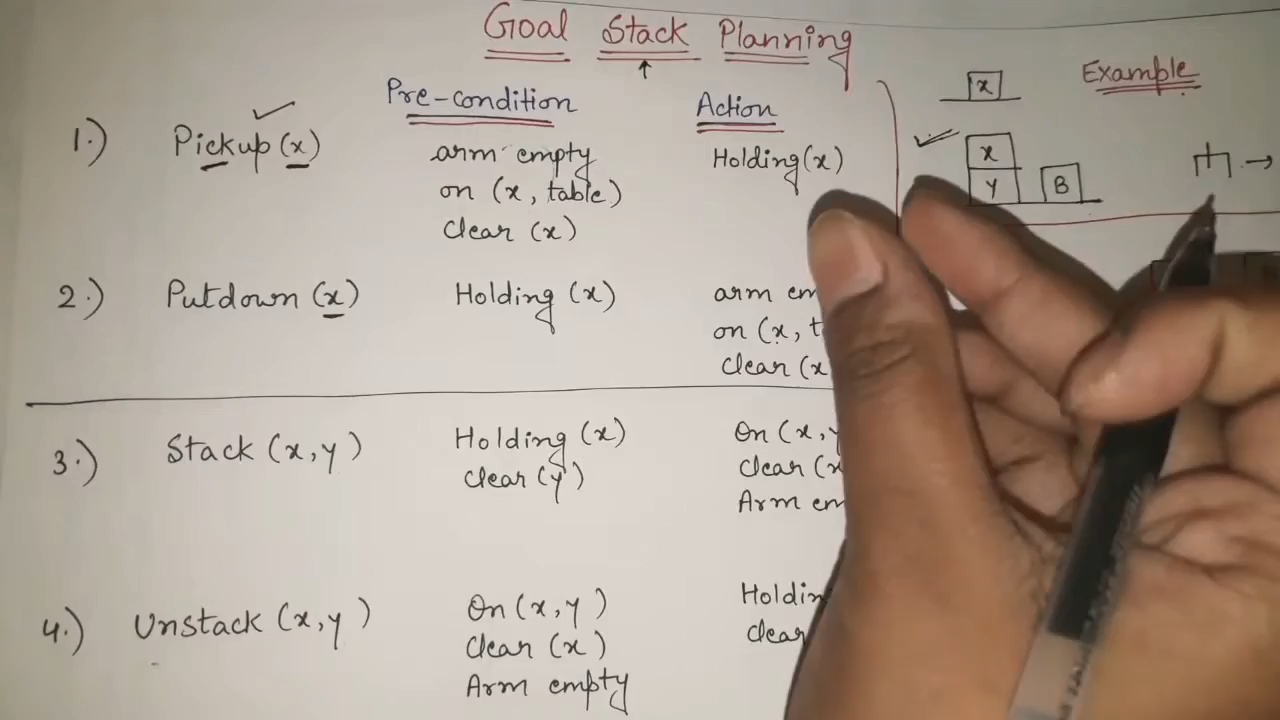 Goal Stack Planning
Pre-condition Action Example
1.) Pickup (x) arm empty Holding(x)
on (x, table)
clear (x)
x
x
Y B
2.) Putdown (x) Holding (x) arm em
on (x, t
clear (x
3.) Stack (x,y) Holding (x) On (x,y
clear (y) clear (x
Arm em
4.) Unstack (x,y) On (x,y) Holdin
clear (x) clear
Arm empty